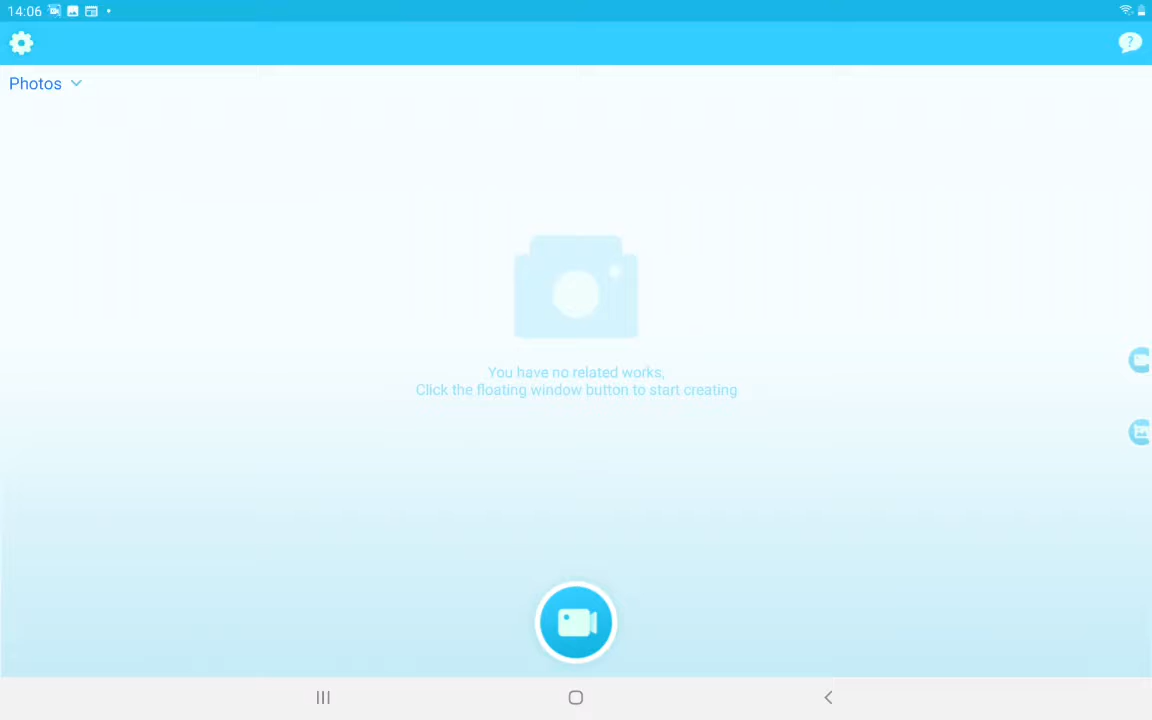 14:06
?
Photos
You have no related works,
Click the floating window button to start creating